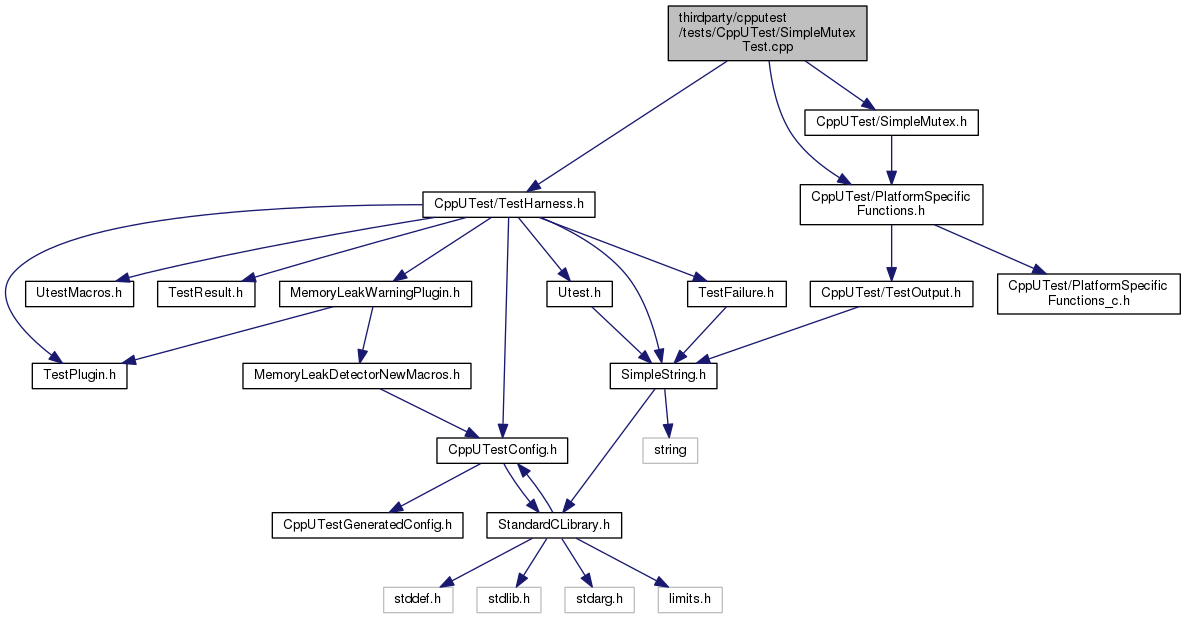 thirdparty/cpputest
/tests/CppUTest/SimpleMutex
Test.cpp
CppUTest/SimpleMutex.h
CppUTest/TestHarness.h
CppUTest/PlatformSpecific
Functions.h
UtestMacros.h
TestResult.h
MemoryLeakWarningPlugin.h
Utest.h
TestFailure.h
CppUTest/TestOutput.h
CppUTest/PlatformSpecific
Functions_c.h
TestPlugin.h
MemoryLeakDetectorNewMacros.h
SimpleString.h
CppUTestConfig.h
string
CppUTestGeneratedConfig.h
StandardCLibrary.h
stddef.h
stdlib.h
stdarg.h
limits.h